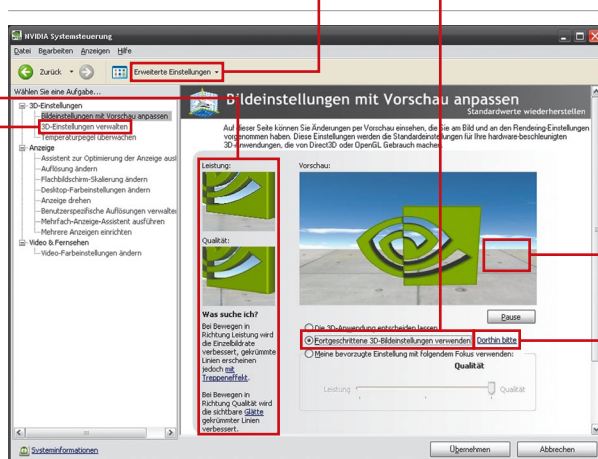 NVIDIA Systemsteuerung
Datei Bearbeiten Anzeigen Hilfe
Zurück
Erweiterte Einstellungen
Wählen Sie eine Aufgabe...
3D-Einstellungen
Bildeinstellungen mit Vorschau anpassen
3D-Einstellungen verwalten
Temperaturpegel überwachen
Anzeige
Assistent zur Optimierung der Anzeige ausf
Auflösung ändern
Flachbildschirm-Skalierung ändern
Desktop-Farbeinstellungen ändern
Anzeige drehen
Benutzerspezifische Auflösungen verwalte
Mehrfach-Anzeige-Assistent ausführen
Mehrere Anzeigen einrichten
Video & Fernsehen
Video-Farbeinstellungen ändern
Systeminformationen
Bildeinstellungen mit Vorschau anpassen
Standardwerte wiederherstellen
Auf dieser Seite können Sie Änderungen per Vorschau einsehen, die Sie am Bild und an den Rendering-Einstellungen
vorgenommen haben. Diese Einstellungen werden die Standardeinstellungen für Ihre hardware-beschleunigten
3D-Anwendungen, die von Direct3D oder OpenGL Gebrauch machen.
Leistung:
Qualität:
Was suche ich?
Bei Bewegen in
Richtung Leistung wird
die Einzelbildrate
verbessert, gekrümmte
Linien erscheinen
jedoch mit
Treppeneffekt.
Bei Bewegen in
Richtung Qualität wird
die sichtbare Glätte
gekrümmter Linien
verbessert.
Vorschau:
Pause
Die 3D-Anwendung entscheiden lassen
Fortgeschrittene 3D-Bildeinstellungen verwenden Dorthin bitte
Meine bevorzugte Einstellung mit folgendem Fokus verwenden:
Qualität
Leistung Qualität
Übernehmen Abbrechen